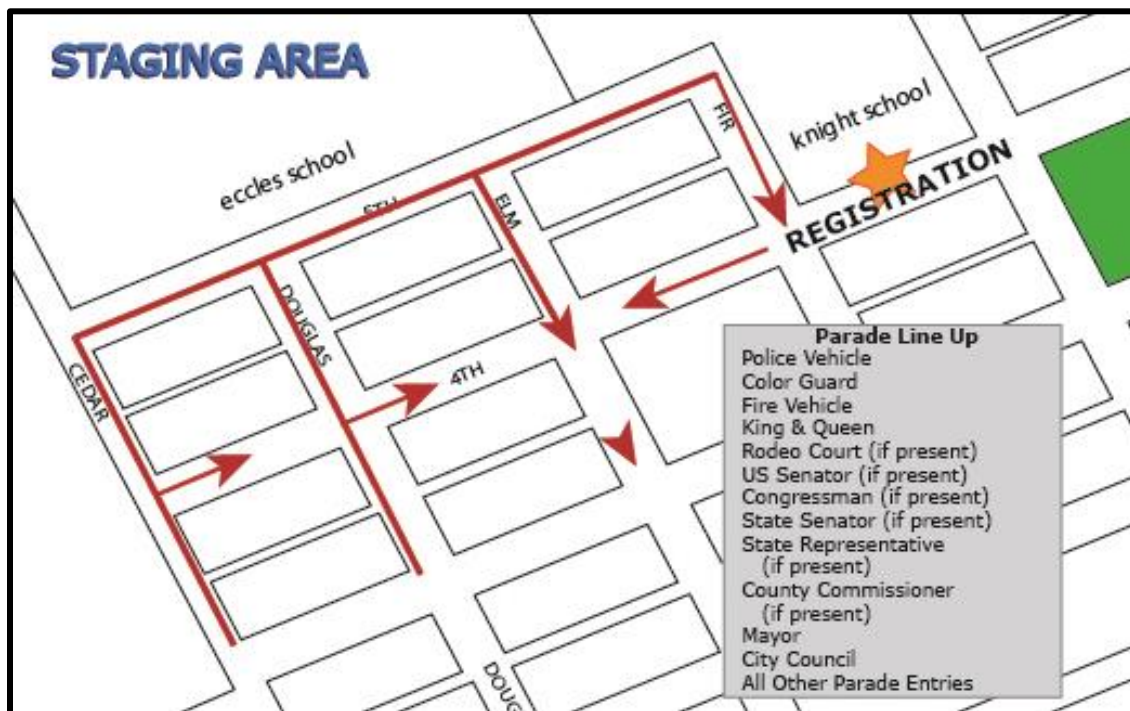 STAGING AREA
eccles school
knight school
FIR
REGISTRATION
5TH
ELM
DOUGLAS
CEDAR
4TH
Parade Line Up
Police Vehicle
Color Guard
Fire Vehicle
King & Queen
Rodeo Court (if present)
US Senator (if present)
Congressman (if present)
State Senator (if present)
State Representative
(if present)
County Commissioner
(if present)
Mayor
City Council
All Other Parade Entries
DOUG